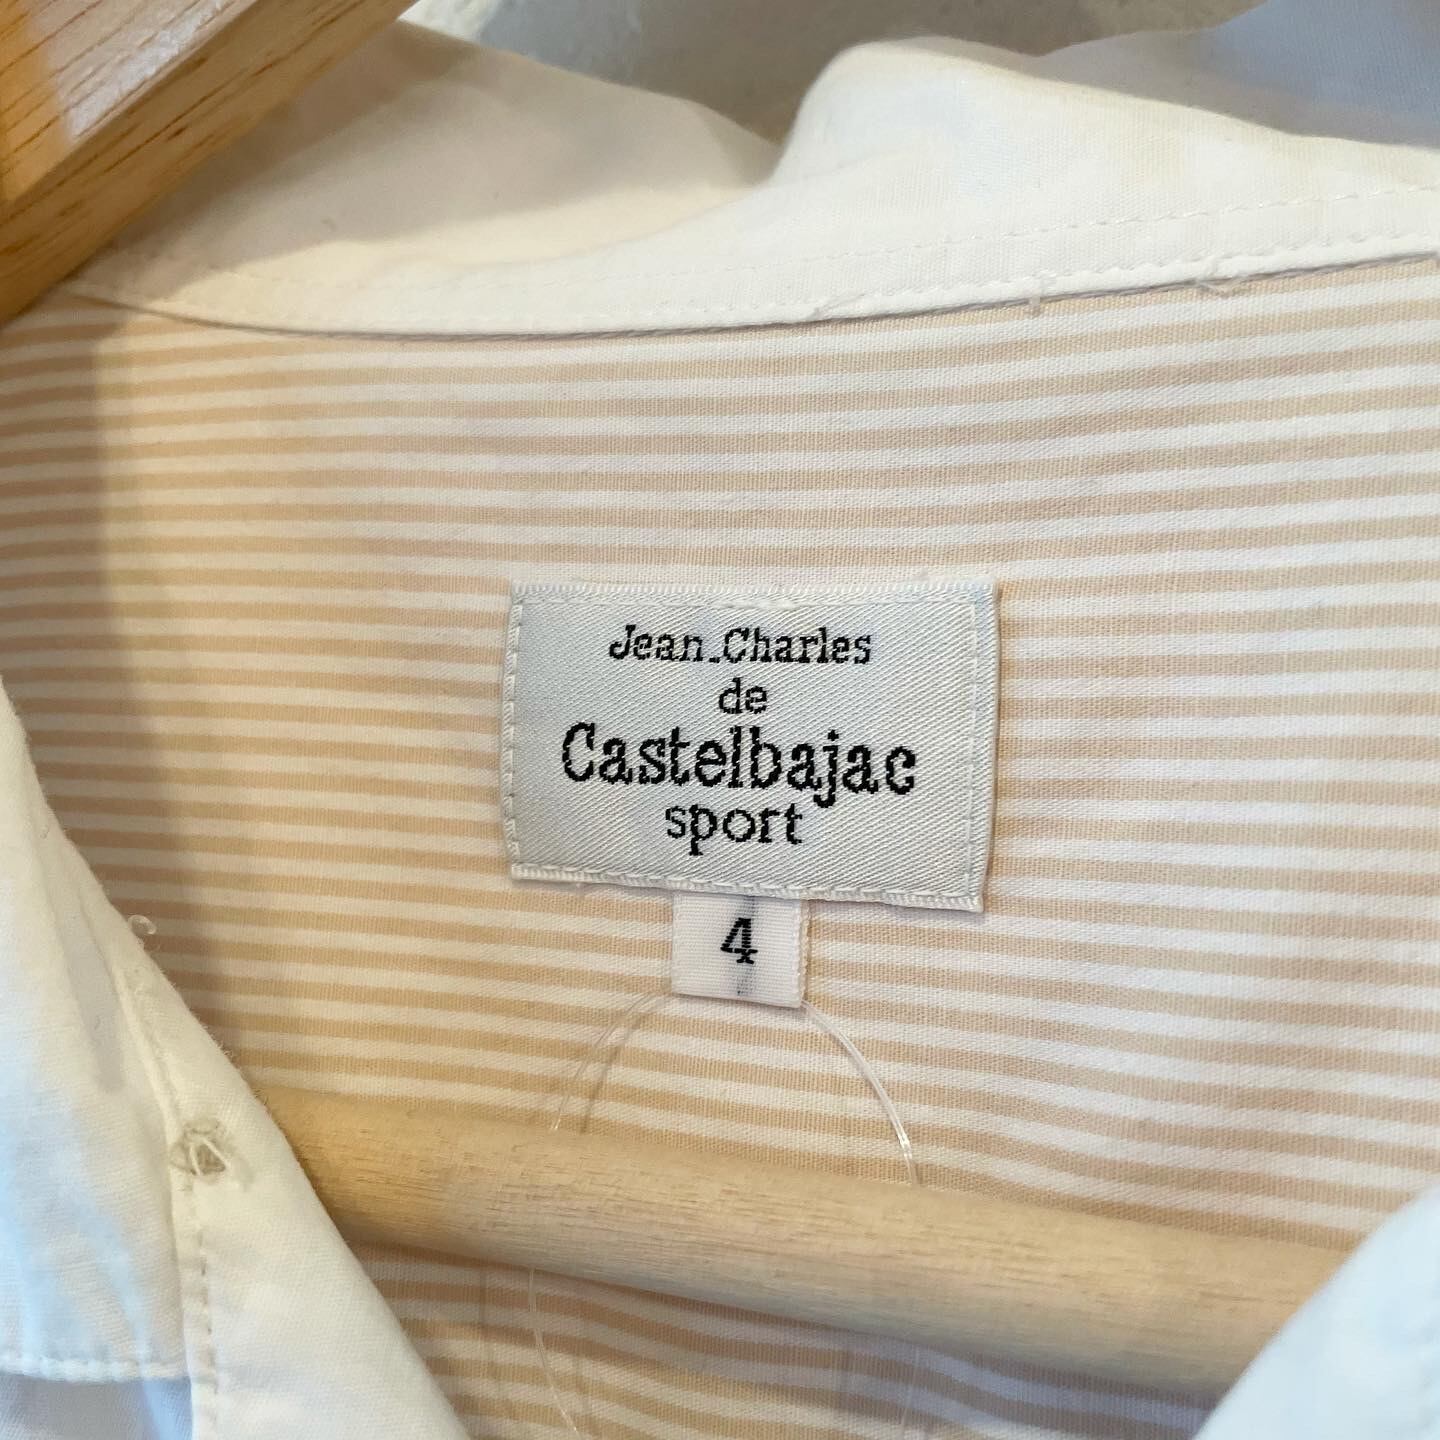 Jean-Charles
de
Castelbajac
sport
4